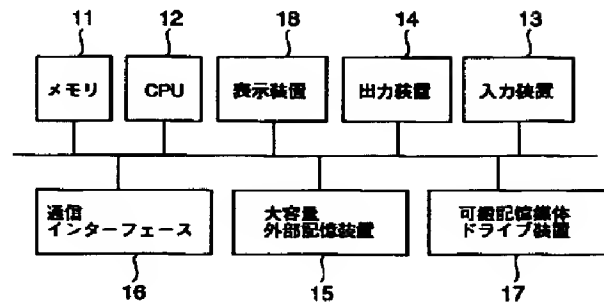 11
12
18
14
13
メモリ
CPU
表示装置
出力装置
入力装置
通信
インターフェース
大容量
外部記憶装置
可搬記憶媒体
ドライブ装置
16
15
17